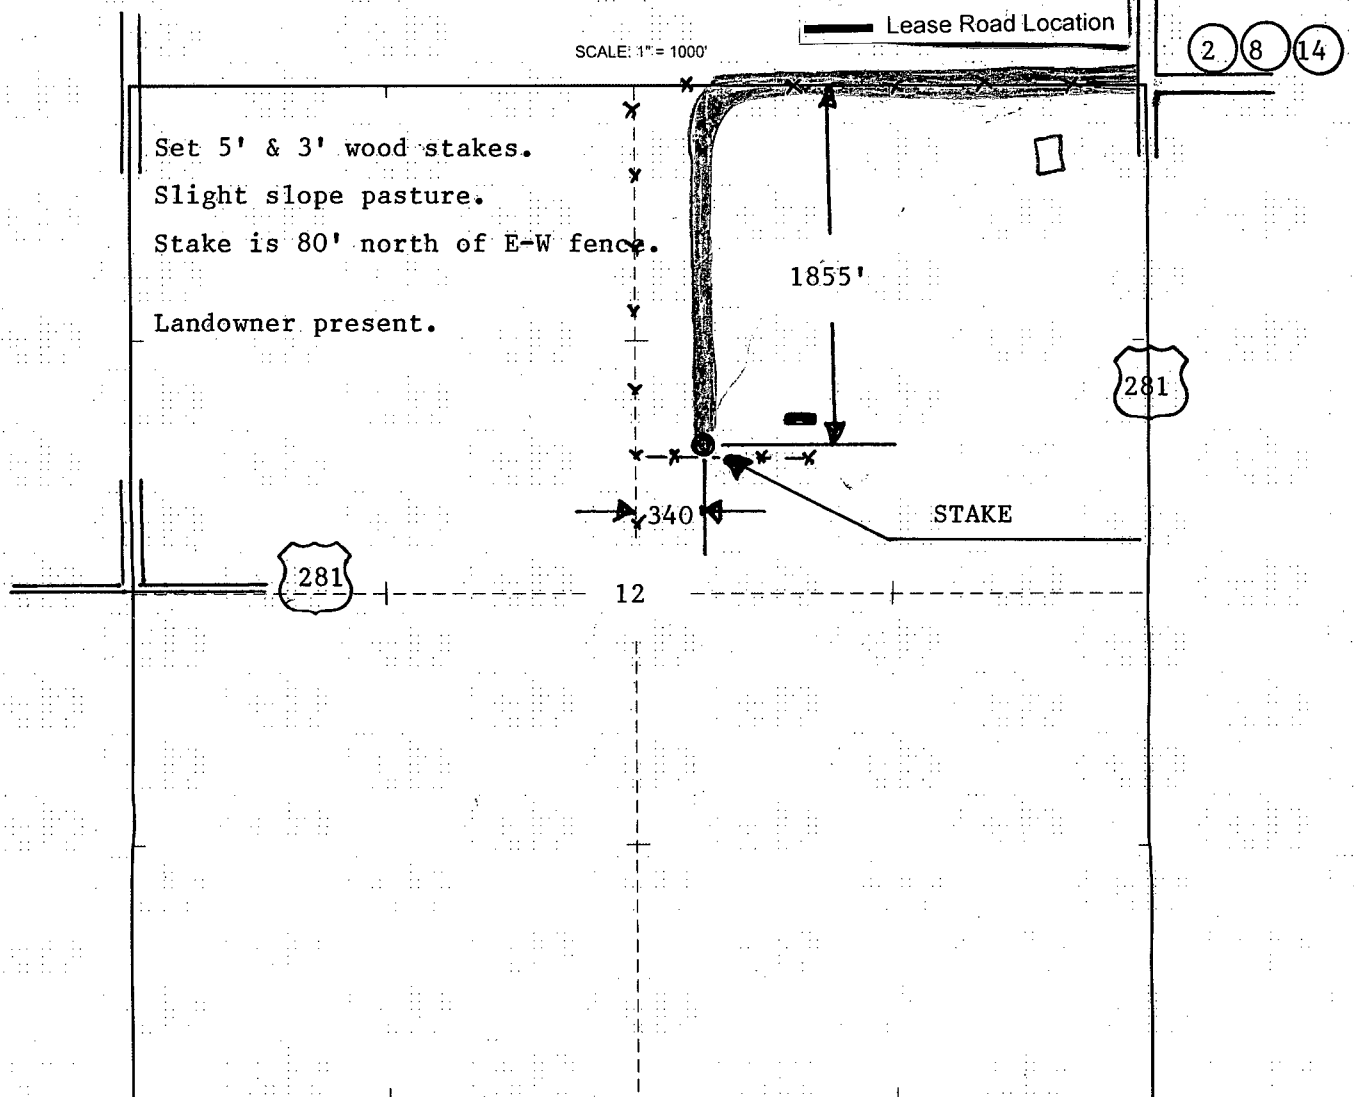 Lease Road Location
SCALE: 1" = 1000'
2 8 14
Set 5' & 3' wood stakes.
Slight slope pasture.
Stake is 80' north of E-W fence.
1855'
Landowner present.
281
340'
STAKE
281
12